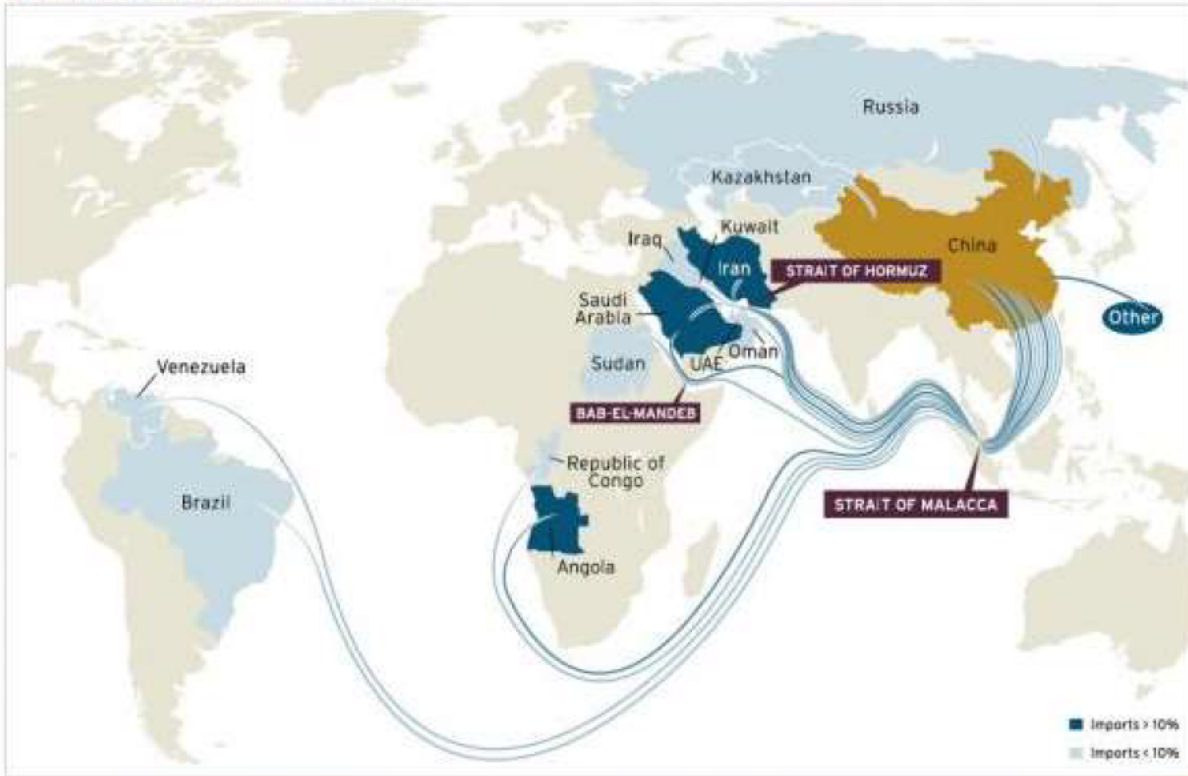 Russia
Kazakhstan
Kuwait
Iraq
Iran
China
STRAIT OF HORMUZ
Saudi
Arabia
Other
Sudan
UAE
Oman
Venezuela
BAB-EL-MANDEB
Republic of
Congo
Brazil
STRAIT OF MALACCA
Angola
Imports > 10%
Imports < 10%